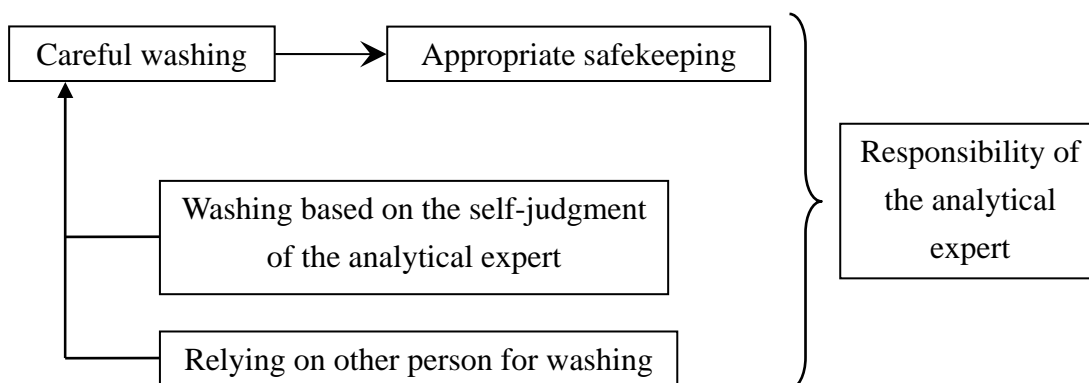 Careful washing
Appropriate safekeeping
Washing based on the self-judgment
of the analytical expert
Relying on other person for washing
Responsibility of
the analytical
expert